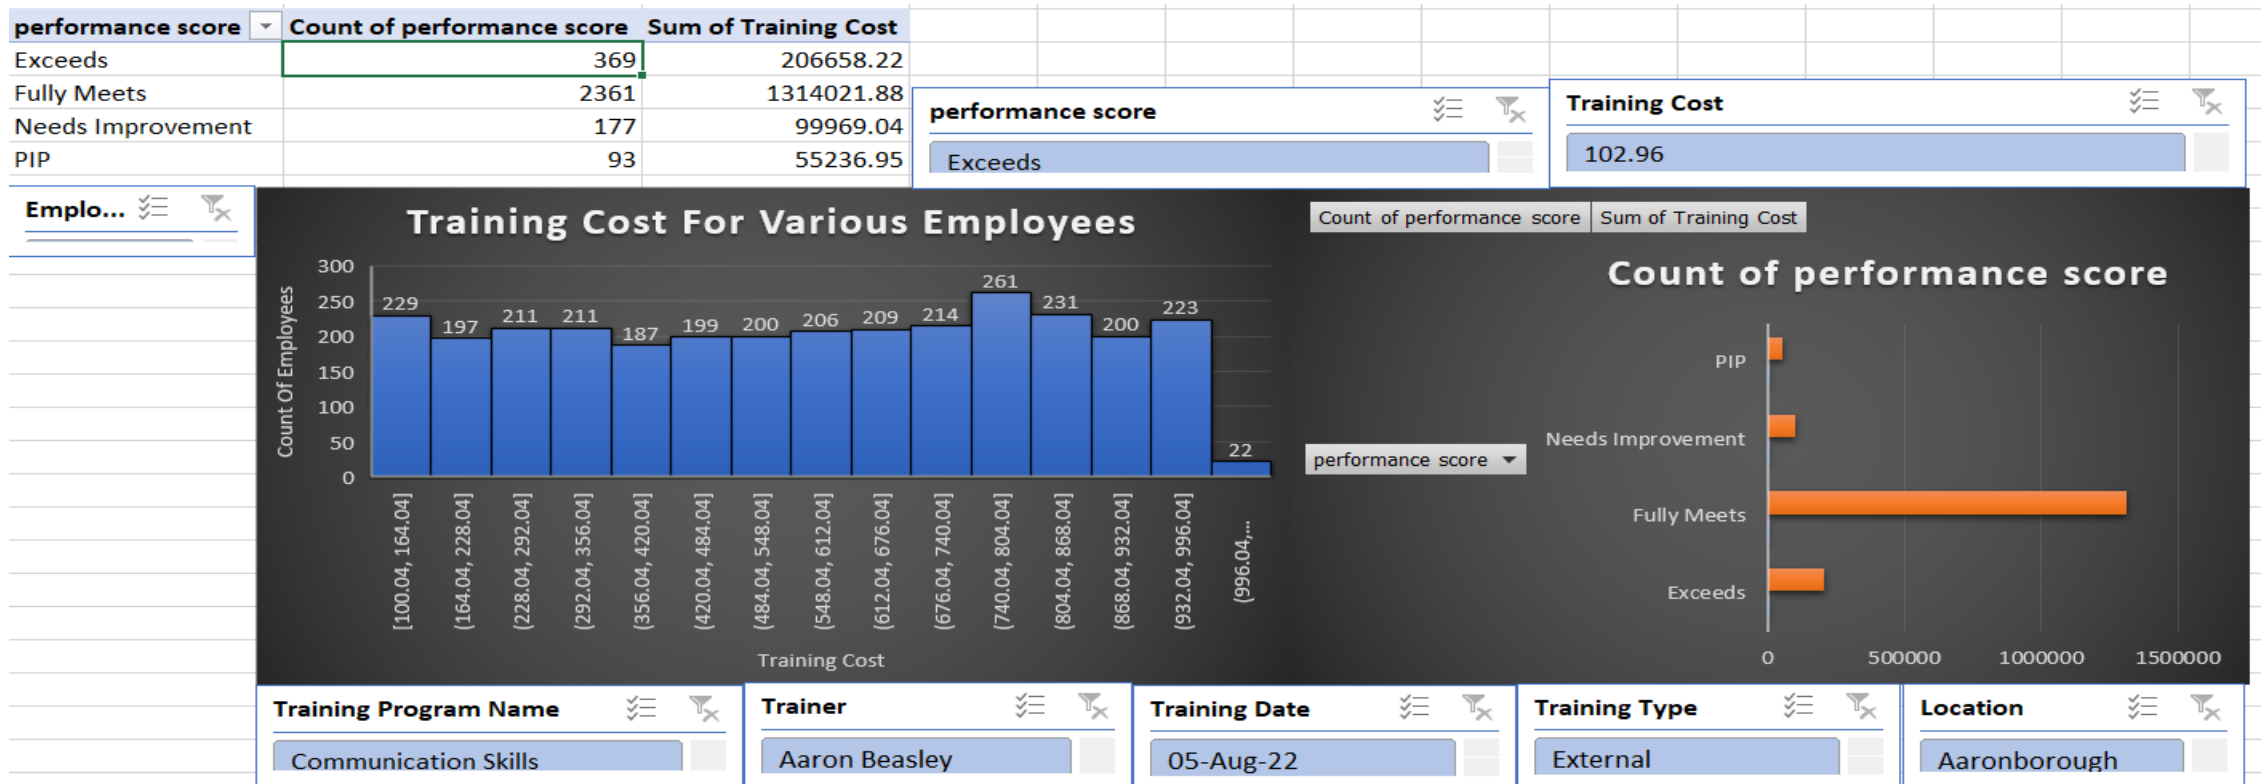 performance score Count of performance score Sum of Training Cost
Exceeds 369 206658.22
Fully Meets 2361 1314021.88
Needs Improvement 177 99969.04
PIP 93 55236.95
performance score
Exceeds
Training Cost
102.96
Emplo...
Training Cost For Various Employees
Count Of Employees
300
250
200
150
100
50
0
229 197 211 211 187 199 200 206 209 214 261 231 200 223 22
[100.04, 164.04]
(164.04, 228.04]
(228.04, 292.04]
(292.04, 356.04]
(356.04, 420.04]
(420.04, 484.04]
(484.04, 548.04]
(548.04, 612.04]
(612.04, 676.04]
(676.04, 740.04]
(740.04, 804.04]
(804.04, 868.04]
(868.04, 932.04]
(932.04, 996.04]
(996.04,...
Training Cost
Count of performance score Sum of Training Cost
Count of performance score
performance score
PIP
Needs Improvement
Fully Meets
Exceeds
0 500000 1000000 1500000
Training Program Name
Communication Skills
Trainer
Aaron Beasley
Training Date
05-Aug-22
Training Type
External
Location
Aaronborough